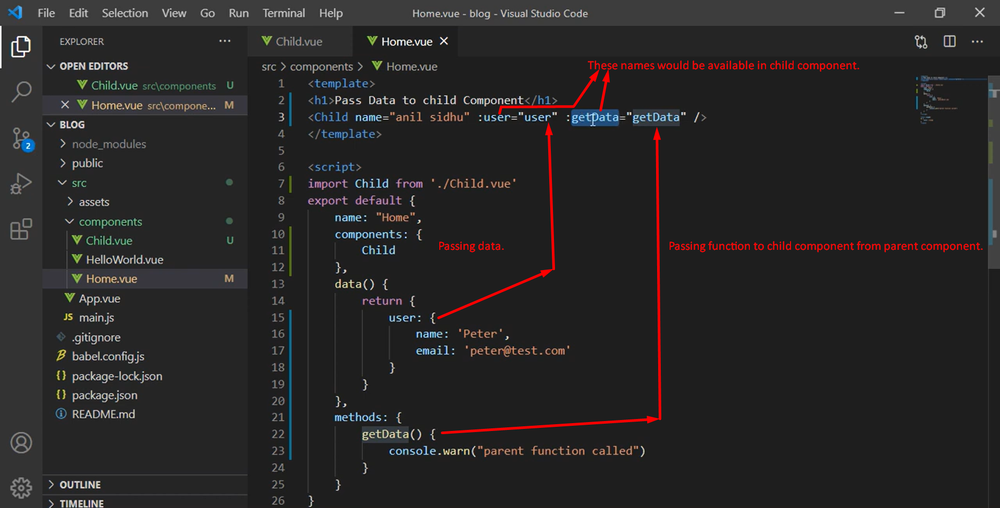 File Edit Selection View Go Run Terminal Help
Home.vue - blog - Visual Studio Code
EXPLORER
OPEN EDITORS
Child.vue src\components U
Home.vue src\compone... M
BLOG
node_modules
public
src
assets
components
Child.vue U
HelloWorld.vue
Home.vue M
App.vue
JS main.js
.gitignore
babel.config.js
{} package-lock.json
{} package.json
README.md
OUTLINE
TIMELINE
2
Child.vue
Home.vue
src > components > Home.vue
These names would be available in child component.
1 <template>
2 <h1>Pass Data to child Component</h1>
3 <Child name="anil sidhu" :user="user" :getData="getData" />
4 </template>
5
6 <script>
7 import Child from './Child.vue'
8 export default {
9 name: "Home",
10 components: {
11 Child
Passing data.
Passing function to child component from parent component.
12 },
13 data() {
14 return {
15 user: {
16 name: 'Peter',
17 email: 'peter@test.com'
18 }
19 }
20 },
21 methods: {
22 getData() {
23 console.warn("parent function called")
24 }
25 }
26 }